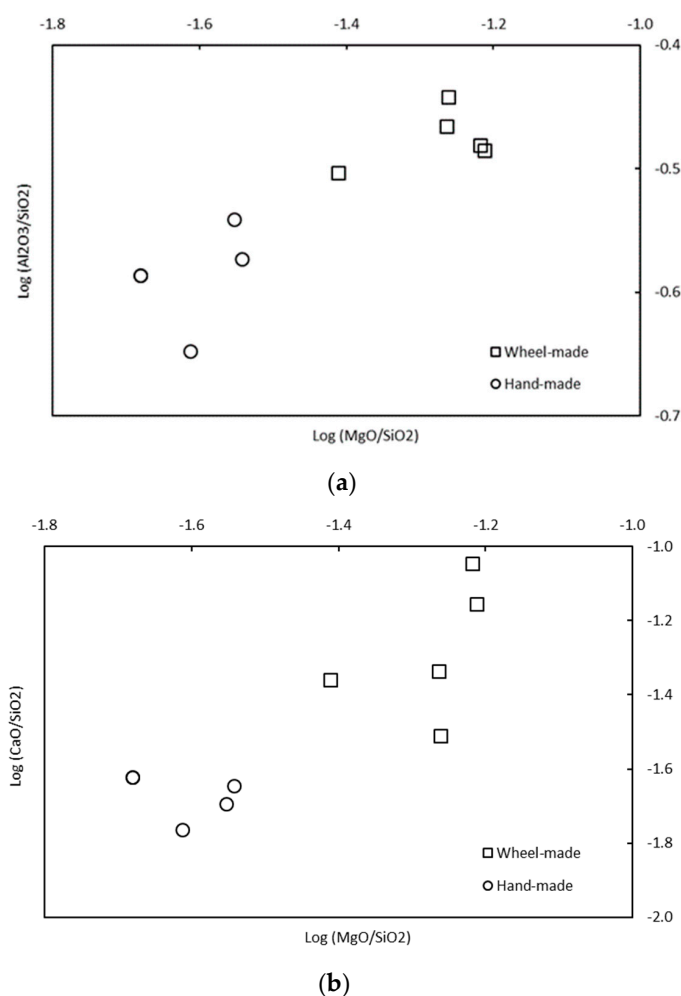 -1.8 -1.6 -1.4 -1.2 -1.0
-0.4
-0.5
-0.6
-0.7
Log (Al2O3/SiO2)
Wheel-made
Hand-made
Log (MgO/SiO2)
(a)
-1.8 -1.6 -1.4 -1.2 -1.0
-1.0
-1.2
-1.4
-1.6
-1.8
-2.0
Log (CaO/SiO2)
Wheel-made
Hand-made
Log (MgO/SiO2)
(b)